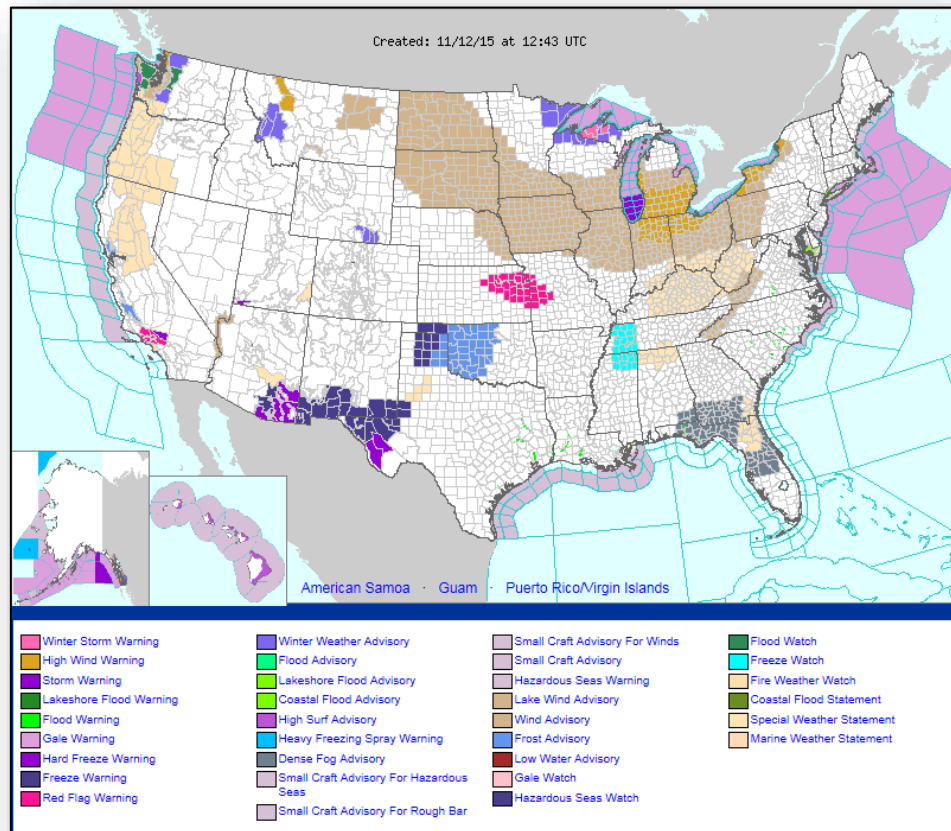 Created: 11/12/15 at 12:43 UTC
American Samoa · Guam · Puerto Rico/Virgin Islands
Winter Storm Warning
High Wind Warning
Storm Warning
Lakeshore Flood Warning
Flood Warning
Gale Warning
Hard Freeze Warning
Freeze Warning
Red Flag Warning
Winter Weather Advisory
Flood Advisory
Lakeshore Flood Advisory
Coastal Flood Advisory
High Surf Advisory
Heavy Freezing Spray Warning
Dense Fog Advisory
Small Craft Advisory For Hazardous
Seas
Small Craft Advisory For Rough Bar
Small Craft Advisory For Winds
Small Craft Advisory
Hazardous Seas Warning
Lake Wind Advisory
Wind Advisory
Frost Advisory
Low Water Advisory
Gale Watch
Hazardous Seas Watch
Flood Watch
Freeze Watch
Fire Weather Watch
Coastal Flood Statement
Special Weather Statement
Marine Weather Statement